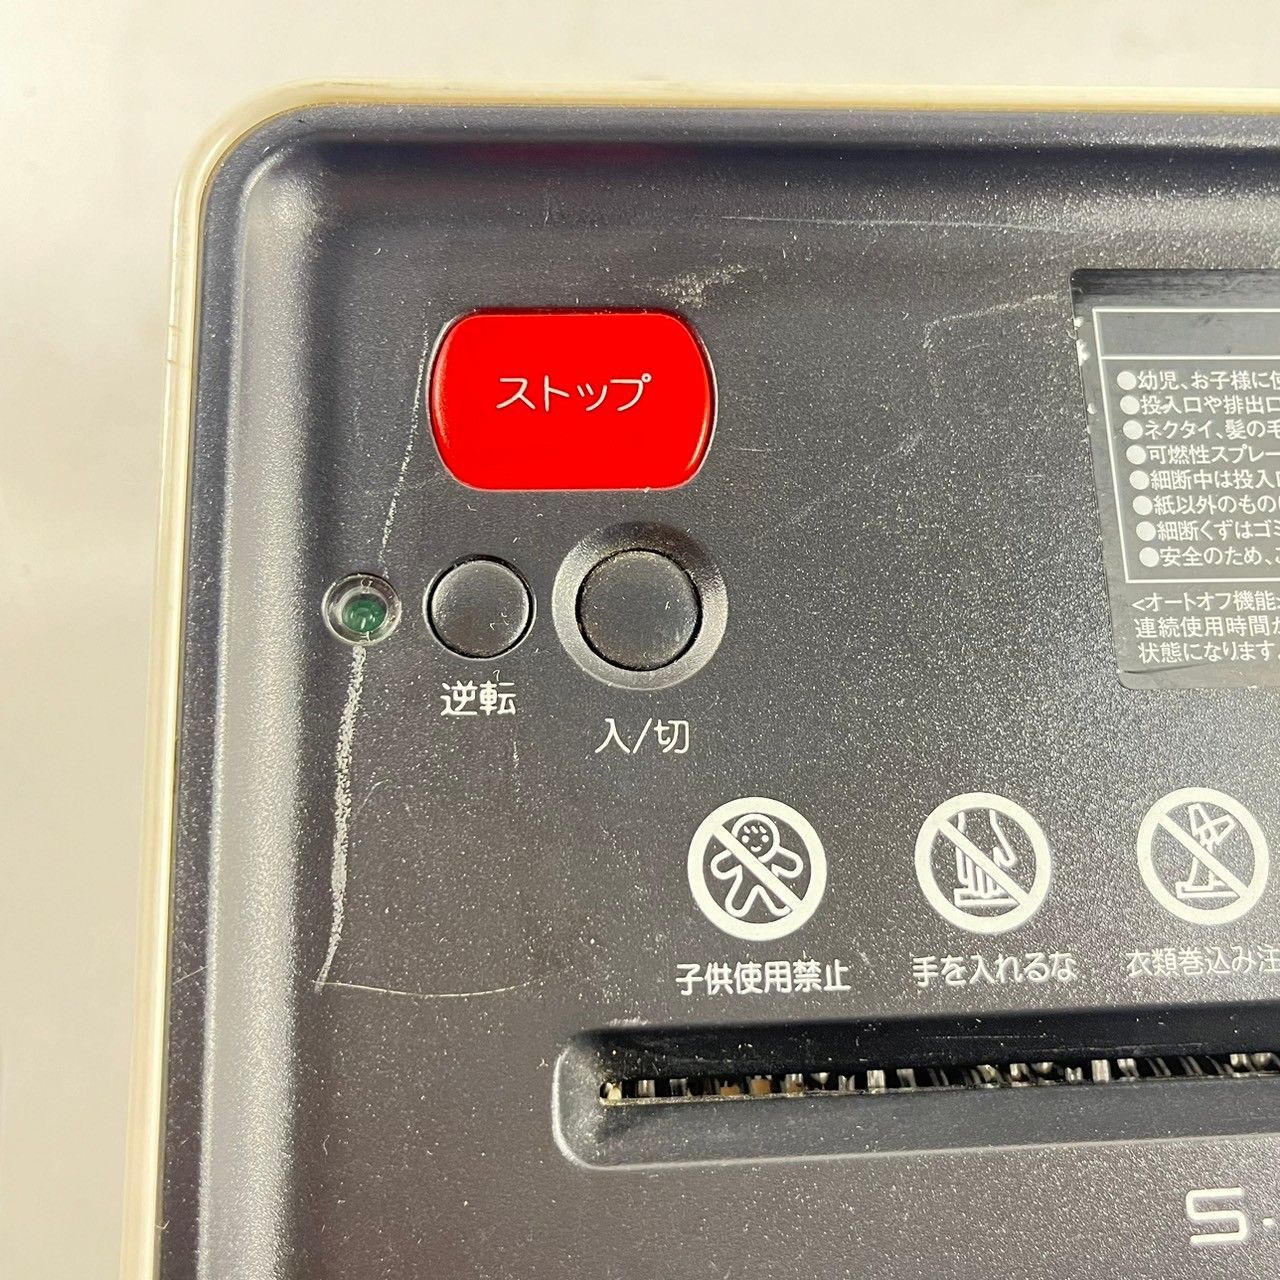 ストップ
●幼児、お子様に
●投入口や排出口
●ネクタイ、髪の毛
●可燃性スプレー
●細断中は投入
●紙以外のもの
●細断くずはゴミ
●安全のため、
<オートオフ機能>
連続使用時間が
状態になります。
逆転
入/切
子供使用禁止
手を入れるな
衣類巻込み注
S-